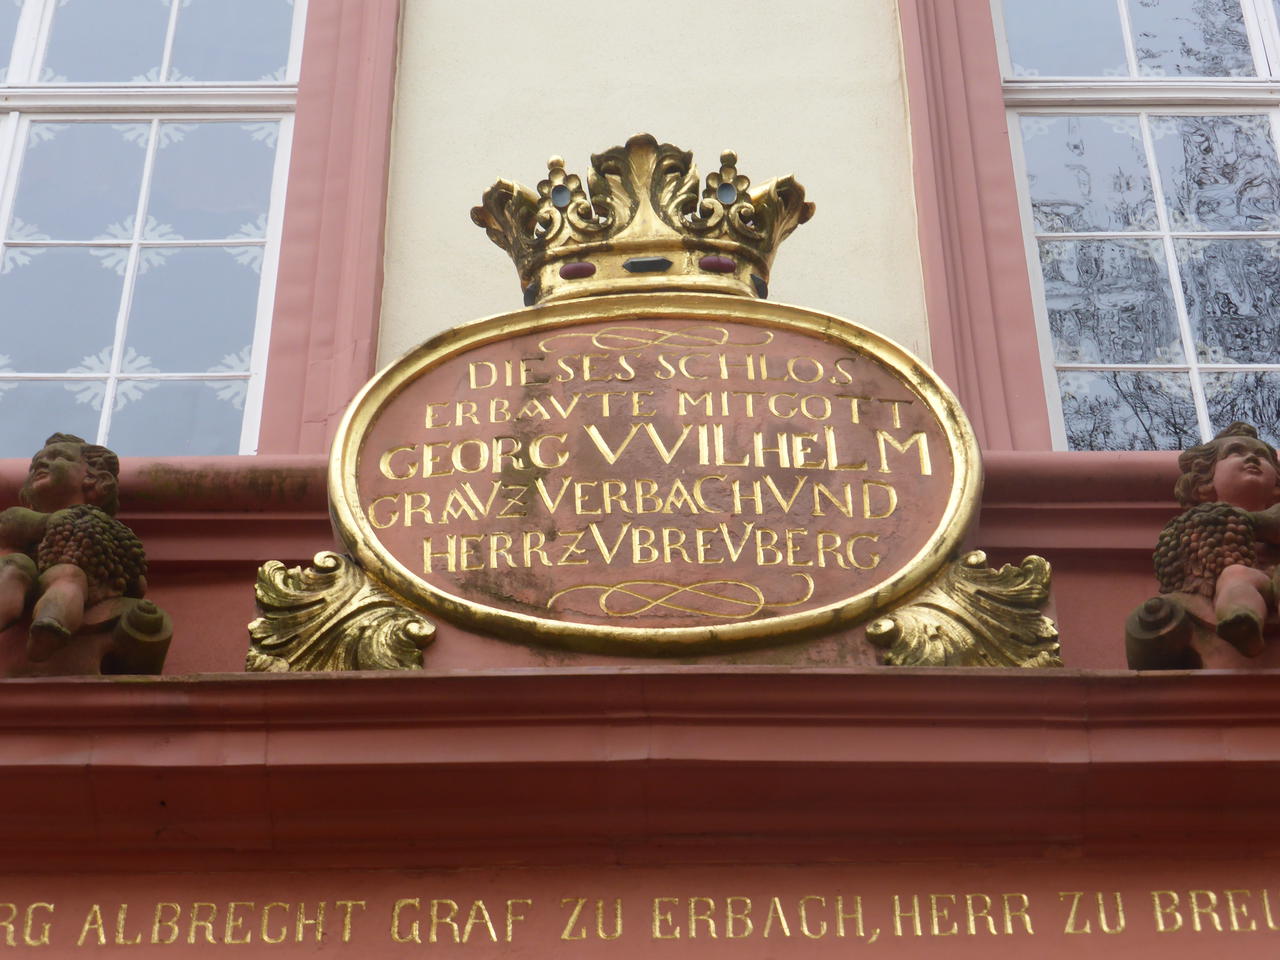 DIESES SCHLOS
ERBAVTE MITGOTT
GEORG VVILHELM
GRAVZVERBACHVND
HERRZVBREVBERG
RG ALBRECHT GRAF ZU ERBACH, HERR ZU BREU